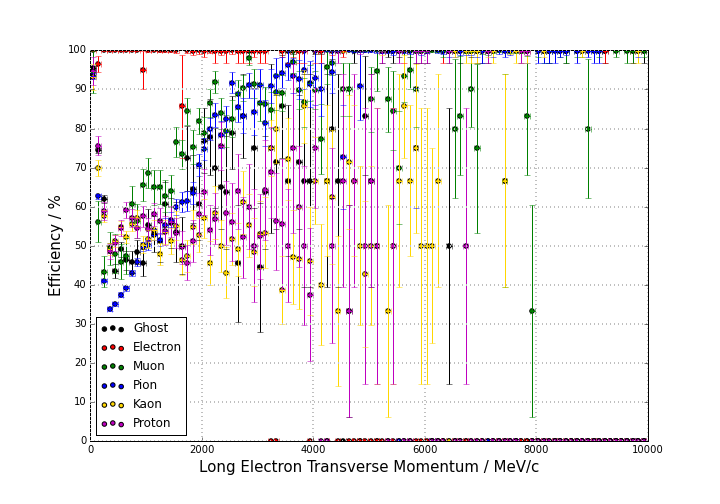 100
90
80
70
60
50
40
30
20
10
0
Efficiency / %
Ghost
Electron
Muon
Pion
Kaon
Proton
0 2000 4000 6000 8000 10000
Long Electron Transverse Momentum / MeV/c